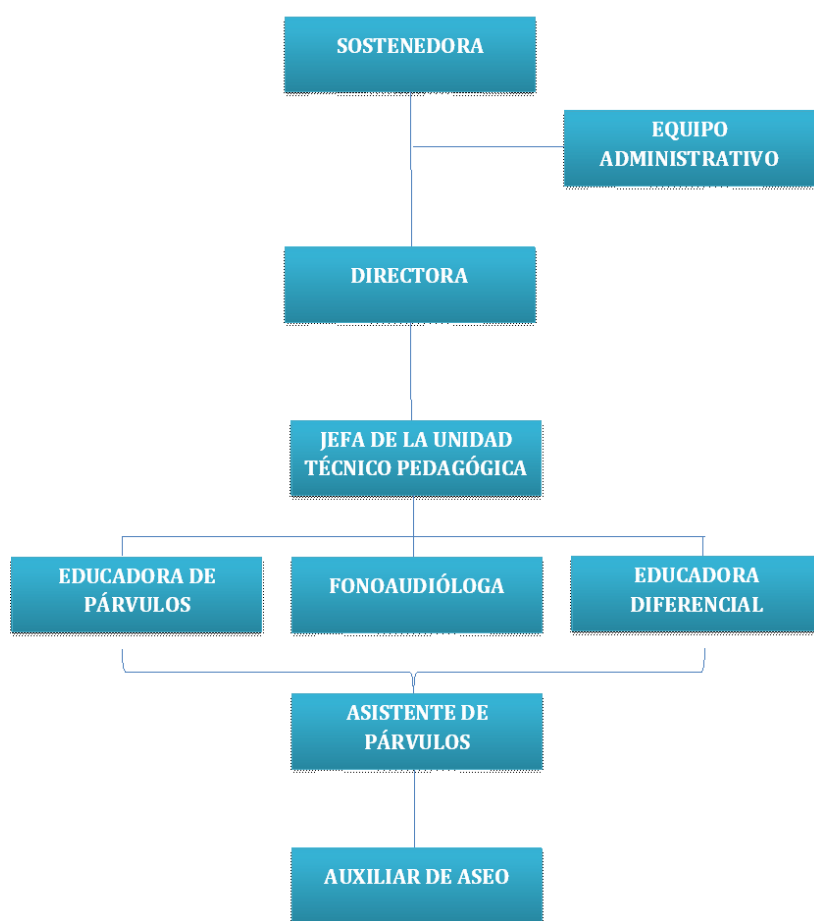 SOSTENEDORA
EQUIPO
ADMINISTRATIVO
DIRECTORA
JEFA DE LA UNIDAD
TÉCNICO PEDAGÓGICA
EDUCADORA DE
PÁRVULOS
FONOAUDIÓLOGA
EDUCADORA
DIFERENCIAL
ASISTENTE DE
PÁRVULOS
AUXILIAR DE ASEO